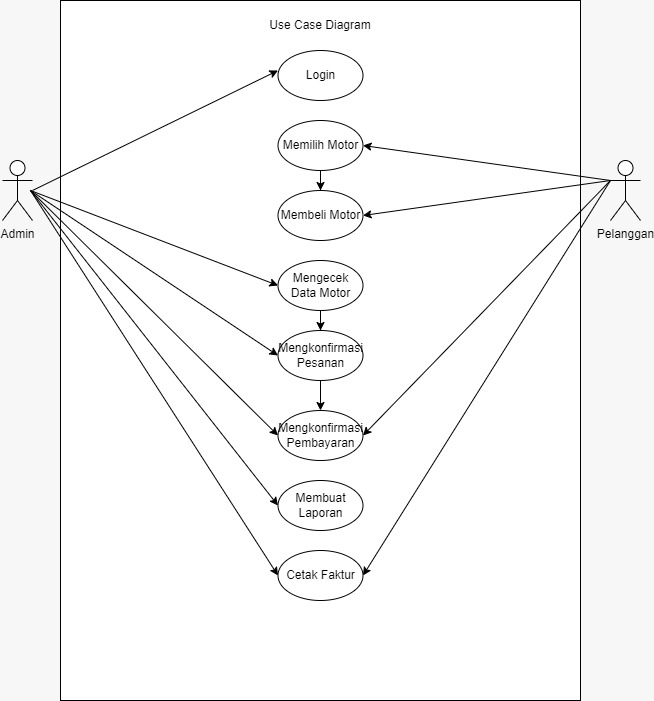 Use Case Diagram
Login
Memilih Motor
Membeli Motor
Admin
Pelanggan
Mengecek
Data Motor
Mengkonfirmasi
Pesanan
Mengkonfirmasi
Pembayaran
Membuat
Laporan
Cetak Faktur